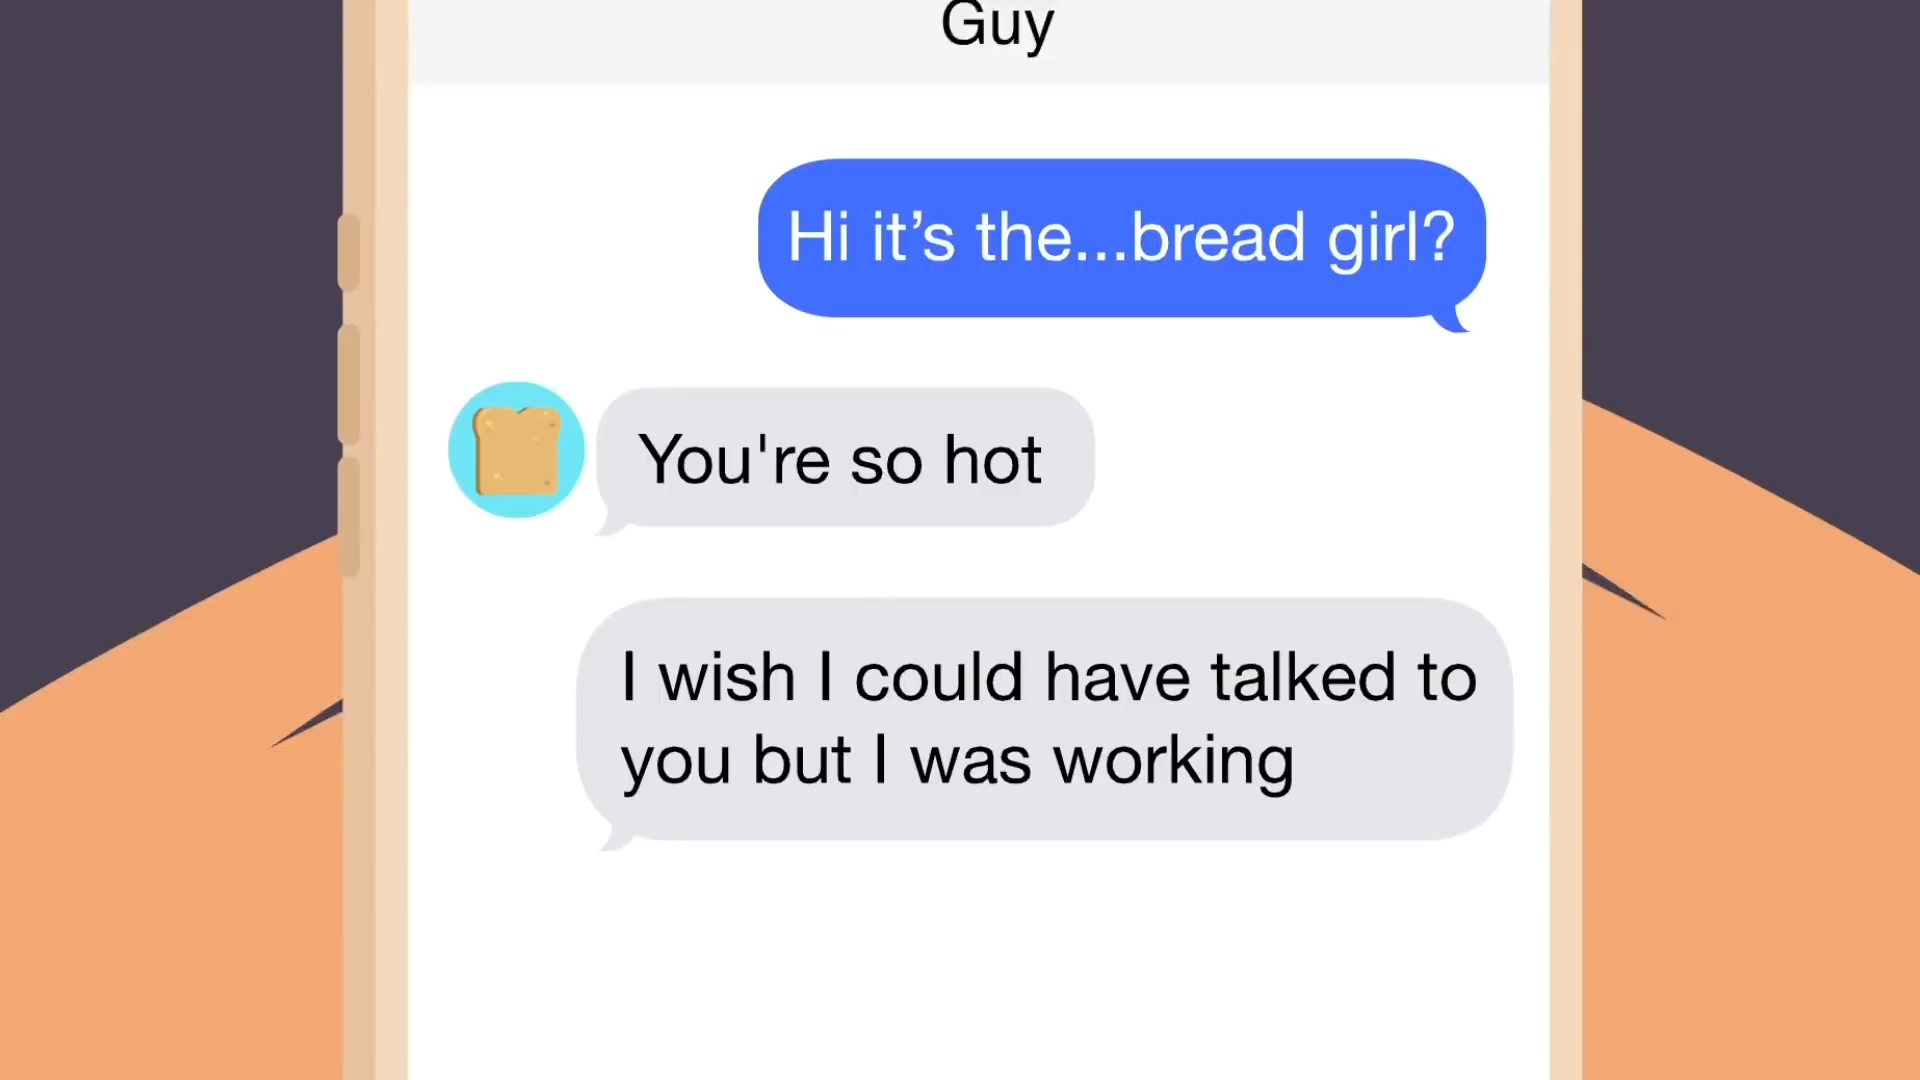 Guy
Hi it’s the...bread girl?
You're so hot
I wish I could have talked to
you but I was working